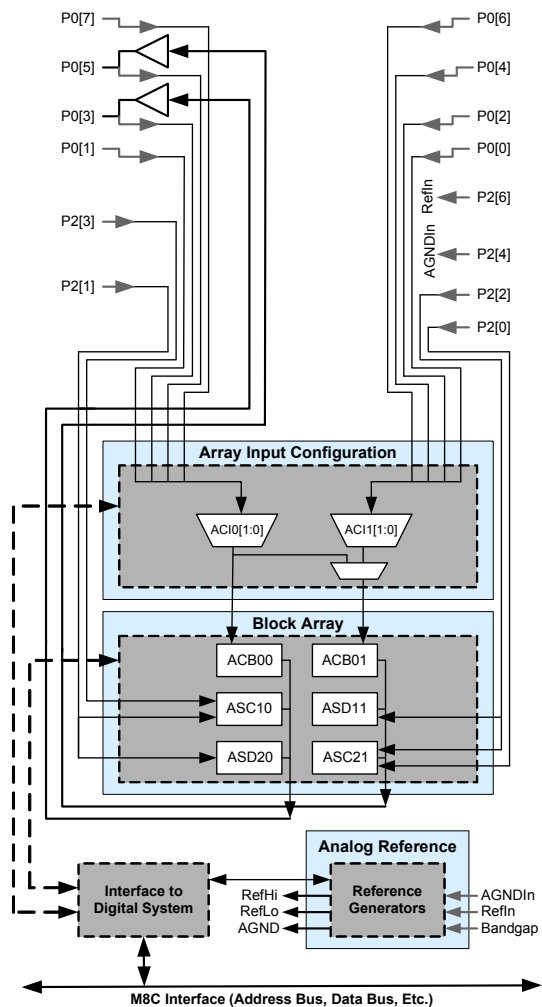 P0[7]
P0[6]
P0[5]
P0[4]
P0[3]
P0[2]
P0[1]
P0[0]
RefIn
P2[6]
P2[3]
AGNDIn
P2[4]
P2[1]
P2[2]
P2[0]
Array Input Configuration
ACI0[1:0]
ACI1[1:0]
Block Array
ACB00
ACB01
ASC10
ASD11
ASD20
ASC21
Analog Reference
Interface to
Digital System
RefHi
RefLo
AGND
Reference
Generators
AGNDIn
RefIn
Bandgap
M8C Interface (Address Bus, Data Bus, Etc.)